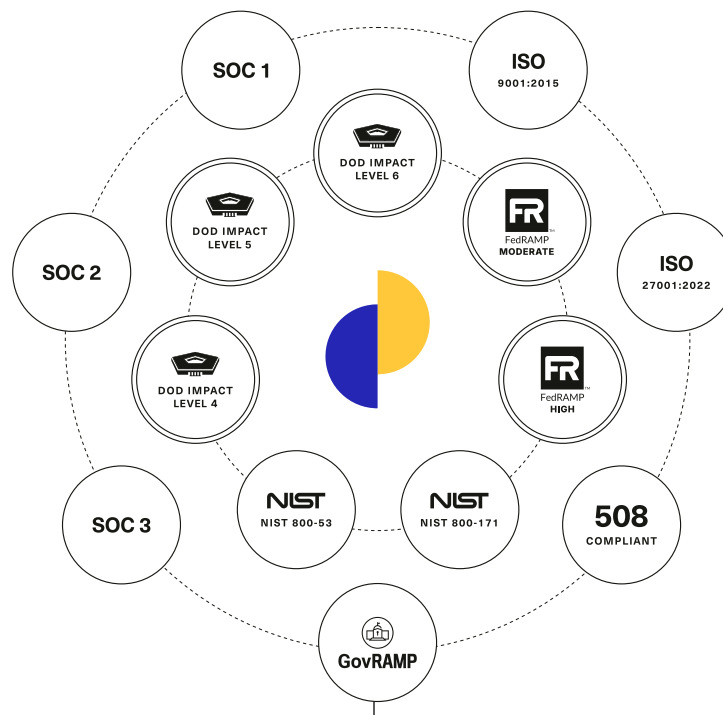 SOC 1
ISO
9001:2015
DOD IMPACT
LEVEL 6
DOD IMPACT
LEVEL 5
FR
FedRAMP™
MODERATE
SOC 2
ISO
27001:2022
DOD IMPACT
LEVEL 4
FR
FedRAMP™
HIGH
SOC 3
NIST
NIST 800-53
NIST
NIST 800-171
508
COMPLIANT
GovRAMP